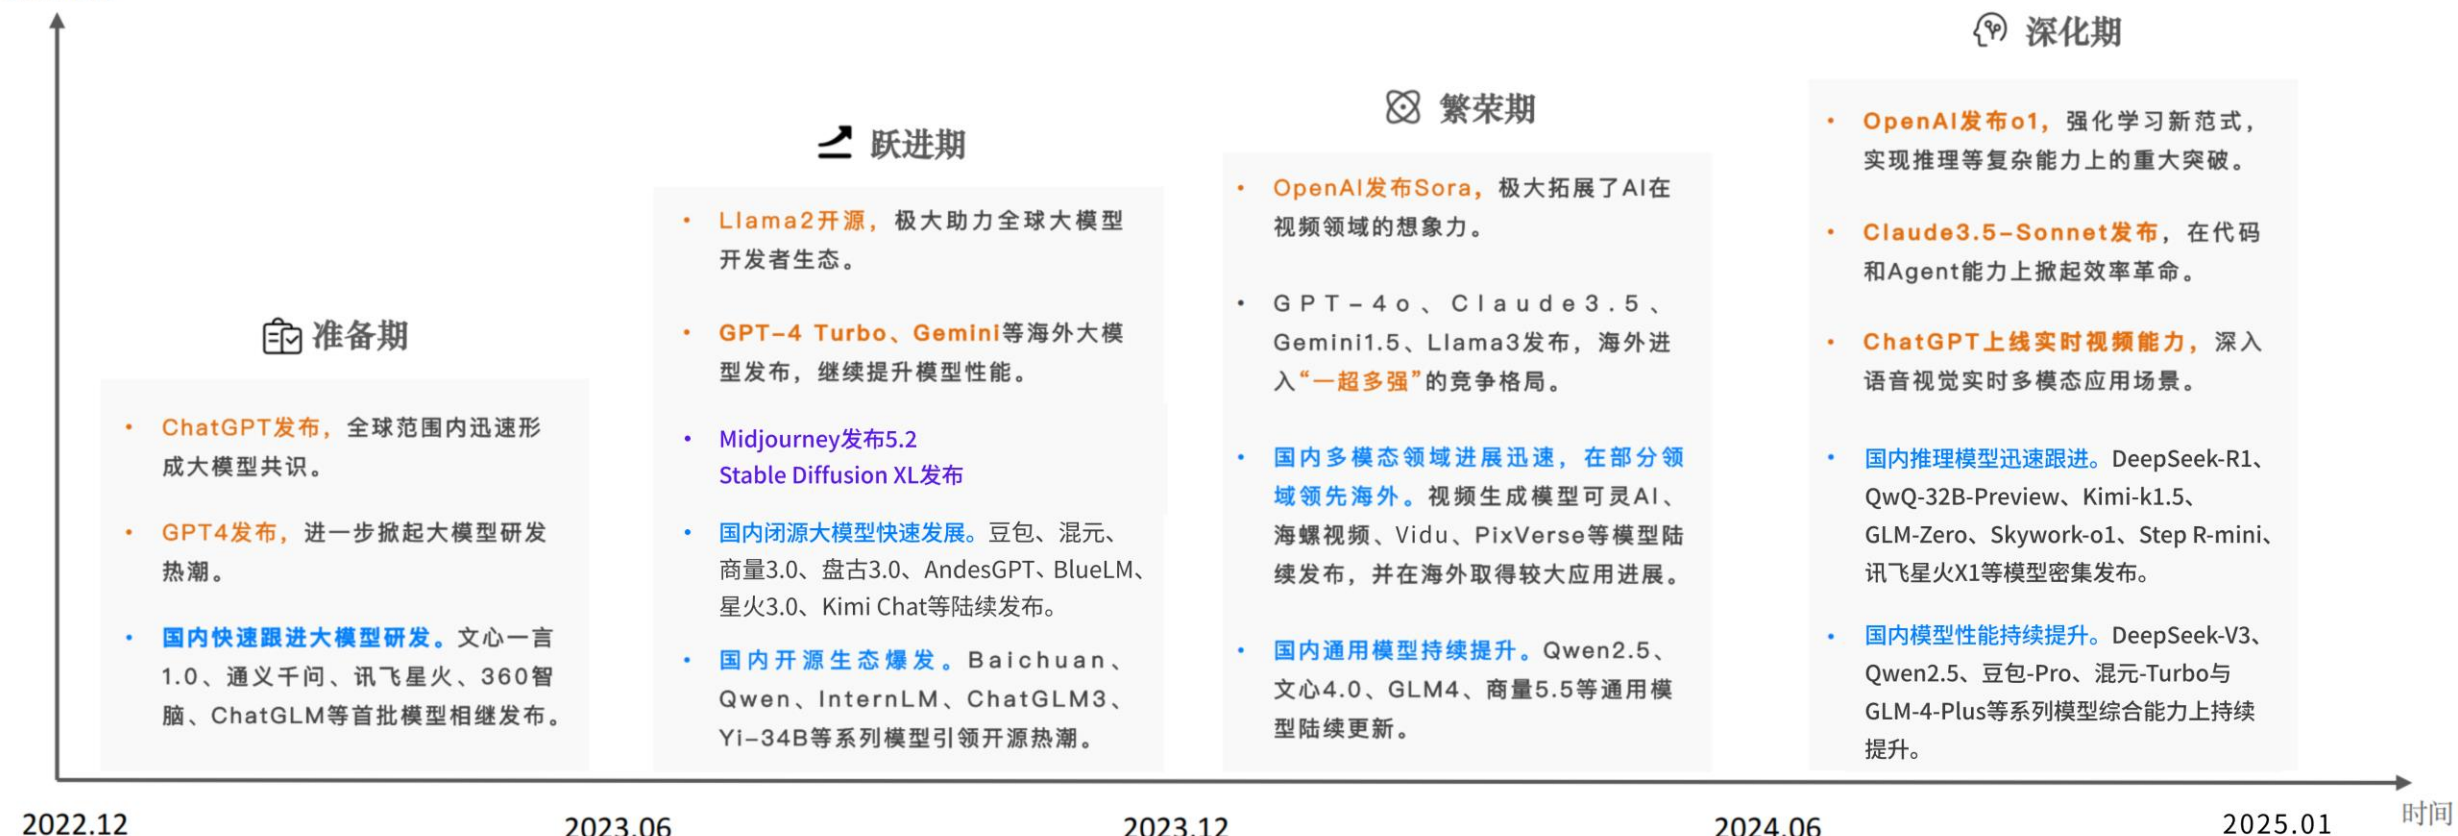 准备期
ChatGPT发布，全球范围内迅速形
成大模型共识。
GPT4发布，进一步掀起大模型研发
热潮。
国内快速跟进大模型研发。文心一言
1.0、通义千问、讯飞星火、360智
脑、ChatGLM等首批模型相继发布。
跃进期
Llama2开源，极大助力全球大模型
开发者生态。
GPT-4 Turbo、Gemini等海外大模
型发布，继续提升模型性能。
Midjourney发布5.2
Stable Diffusion XL发布
国内闭源大模型快速发展。豆包、混元、
商量3.0、盘古3.0、AndesGPT、BlueLM、
星火3.0、Kimi Chat等陆续发布。
国内开源生态爆发。Baichuan、
Qwen、InternLM、ChatGLM3、
Yi-34B等系列模型引领开源热潮。
繁荣期
OpenAI发布Sora，极大拓展了AI在
视频领域的想象力。
GPT-4o、Claude3.5、
Gemini1.5、Llama3发布，海外进
入“一超多强”的竞争格局。
国内多模态领域进展迅速，在部分领
域领先海外。视频生成模型可灵AI、
海螺视频、Vidu、PixVerse等模型陆
续发布，并在海外取得较大应用进展。
国内通用模型持续提升。Qwen2.5、
文心4.0、GLM4、商量5.5等通用模
型陆续更新。
深化期
OpenAI发布o1，强化学习新范式，
实现推理等复杂能力上的重大突破。
Claude3.5-Sonnet发布，在代码
和Agent能力上掀起效率革命。
ChatGPT上线实时视频能力，深入
语音视觉实时多模态应用场景。
国内推理模型迅速跟进。DeepSeek-R1、
QwQ-32B-Preview、Kimi-k1.5、
GLM-Zero、Skywork-o1、Step R-mini、
讯飞星火X1等模型密集发布。
国内模型性能持续提升。DeepSeek-V3、
Qwen2.5、豆包-Pro、混元-Turbo与
GLM-4-Plus等系列模型综合能力上持续
提升。
2022.12
2023.06
2023.12
2024.06
2025.01
时间